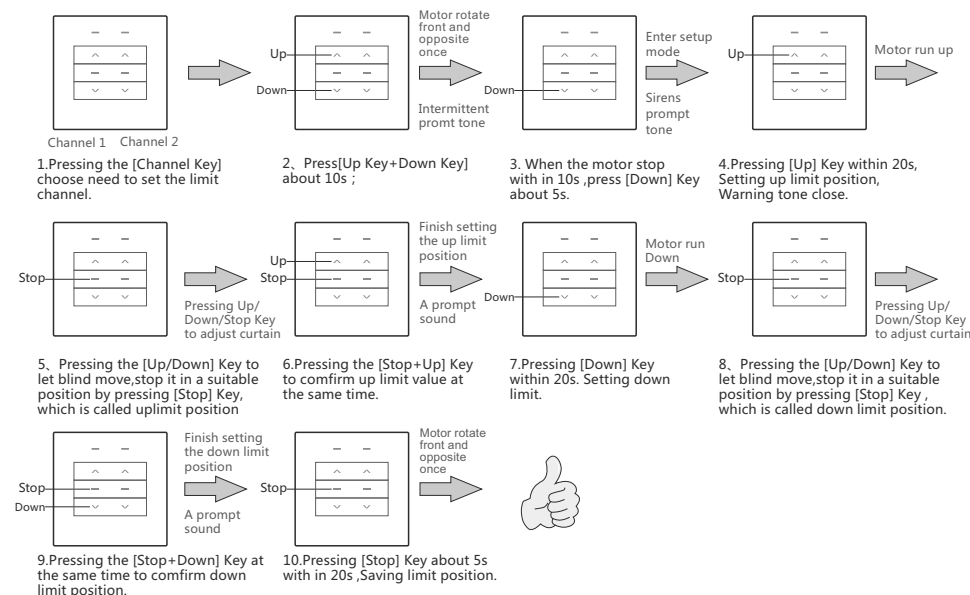 Channel 1 Channel 2
1.Pressing the [Channel Key]
choose need to set the limit
channel.
Up
Down
Motor rotate
front and
opposite
once
Intermittent
promt tone
2、Press[Up Key+Down Key]
about 10s ;
Down
Enter setup
mode
Sirens
prompt
tone
3. When the motor stop
with in 10s ,press [Down] Key
about 5s.
Up
Motor run up
4.Pressing [Up] Key within 20s,
Setting up limit position,
Warning tone close.
Stop
Pressing Up/
Down/Stop Key
to adjust curtain
5、Pressing the [Up/Down] Key to
let blind move,stop it in a suitable
position by pressing [Stop] Key,
which is called uplimit position
Up
Stop
Finish setting
the up limit
position
A prompt
sound
6.Pressing the [Stop+Up] Key
to comfirm up limit value at
the same time.
Down
Motor run
Down
7.Pressing [Down] Key
within 20s. Setting down
limit.
Stop
Pressing Up/
Down/Stop Key
to adjust curtain
8、Pressing the [Up/Down] Key to
let blind move,stop it in a suitable
position by pressing [Stop] Key ,
which is called down limit position.
Stop
Down
Finish setting
the down limit
position
A prompt
sound
9.Pressing the [Stop+Down] Key at
the same time to comfirm down
limit position.
Stop
Motor rotate
front and
opposite
once
10.Pressing [Stop] Key about 5s
with in 20s ,Saving limit position.